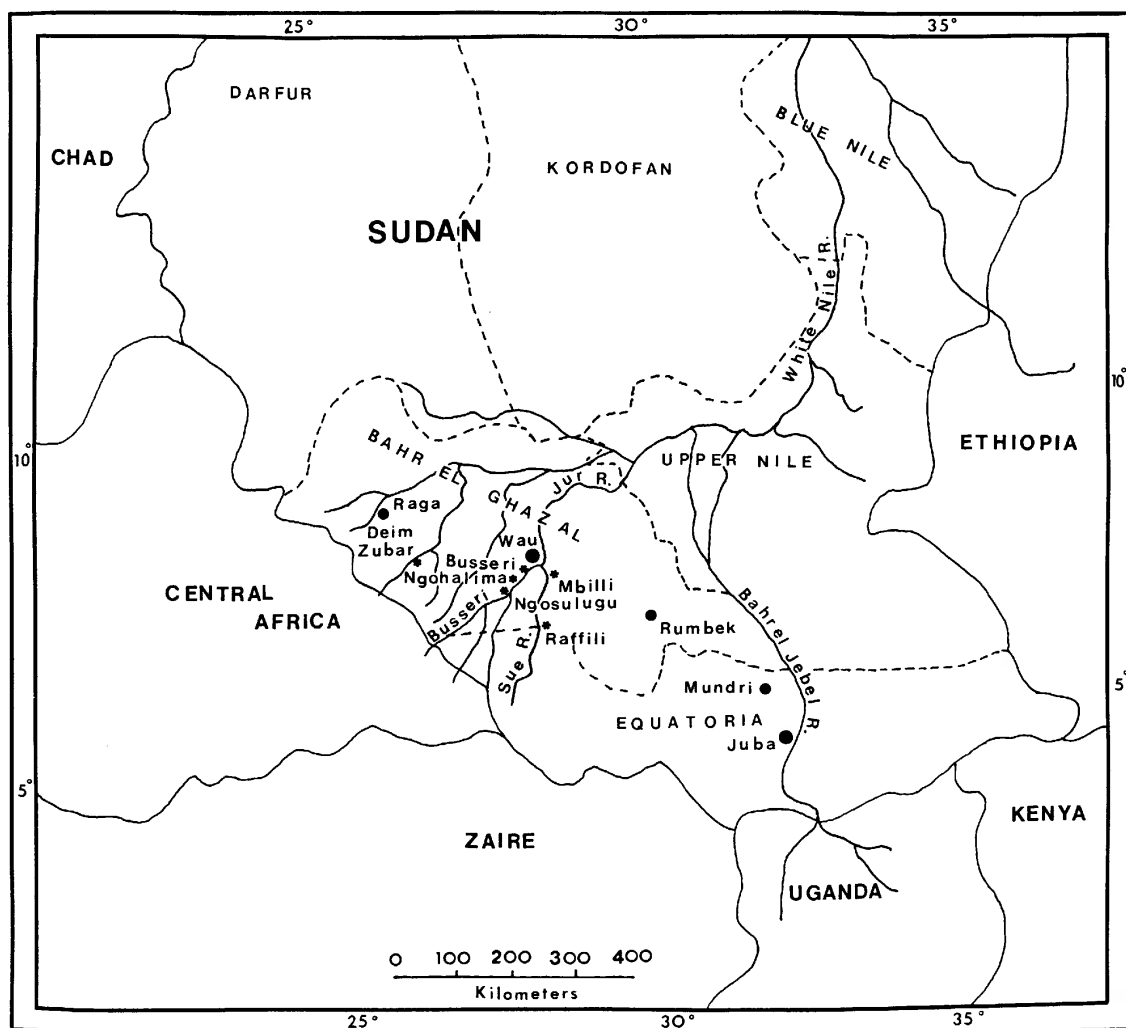 25° 30° 35°
DARFUR
BLUE NILE
CHAD
KORDOFAN
SUDAN
White Nile R.
10°
ETHIOPIA
10°
BAHR EL GHAZAL
UPPER NILE
Jur R.
Raga
Deim
Zubar
Wau
Busseri
Ngohalima
Mbilli
CENTRAL
AFRICA
Busseri
Ngosulugu
Bahrel Jebel R.
Rumbek
Raffili
Sue R.
Mundri
5°
EQUATORIA
Juba
5°
KENYA
ZAIRE
UGANDA
0 100 200 300 400
Kilometers
25° 30° 35°